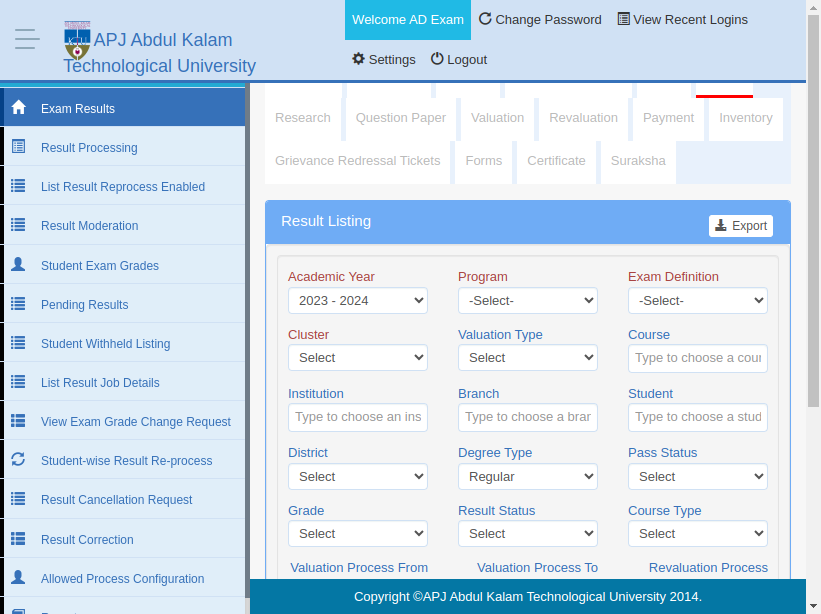 Welcome AD Exam Change Password View Recent Logins
APJ Abdul Kalam
Technological University
Settings Logout
Exam Results
Result Processing
List Result Reprocess Enabled
Result Moderation
Student Exam Grades
Pending Results
Student Withheld Listing
List Result Job Details
View Exam Grade Change Request
Student-wise Result Re-process
Result Cancellation Request
Result Correction
Allowed Process Configuration
Research Question Paper Valuation Revaluation Payment Inventory
Grievance Redressal Tickets Forms Certificate Suraksha
Result Listing
Export
Academic Year Program Exam Definition
2023 - 2024 -Select- -Select-
Cluster Valuation Type Course
Select Select Type to choose a cour
Institution Branch Student
Type to choose an ins Type to choose a brar Type to choose a stud
District Degree Type Pass Status
Select Regular Select
Grade Result Status Course Type
Select Select Select
Valuation Process From Valuation Process To Revaluation Process
Copyright ©APJ Abdul Kalam Technological University 2014.